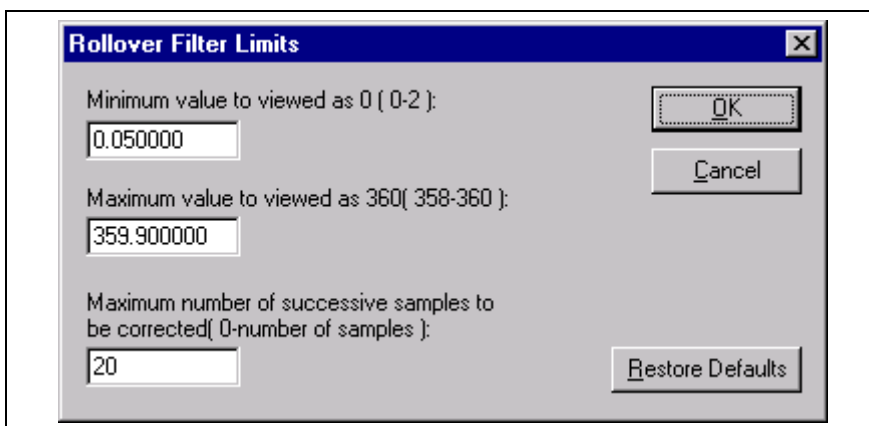 Rollover Filter Limits
Minimum value to viewed as 0 ( 0-2 ):
0.050000
OK
Cancel
Maximum value to viewed as 360( 358-360 ):
359.900000
Maximum number of successive samples to
be corrected( 0-number of samples ):
20
Restore Defaults